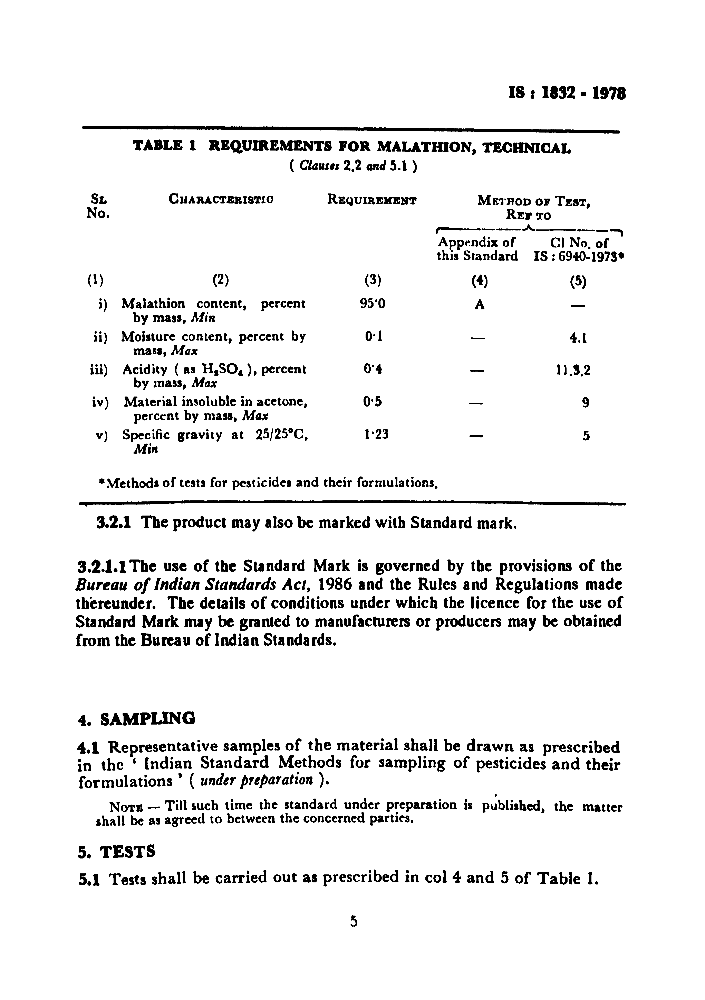 IS : 1832 - 1978
TABLE 1 REQUIREMENTS FOR MALATHION, TECHNICAL
( Clauses 2.2 and 5.1 )
SL CHARACTERISTIC REQUIREMENT METHOD OF TEST,
NO. REF TO
Appendix of Cl No. of
this Standard IS : 6940-1973*
(1) (2) (3) (4) (5)
i) Malathion content, percent 95·0 A —
by mass, Min
ii) Moisture content, percent by 0·1 — 4.1
mass, Max
iii) Acidity ( as H₂SO₄ ), percent 0·4 — 11.3.2
by mass, Max
iv) Material insoluble in acetone, 0·5 — 9
percent by mass, Max
v) Specific gravity at 25/25°C, 1·23 — 5
Min
*Methods of tests for pesticides and their formulations.
3.2.1 The product may also be marked with Standard mark.
3.2.1.1 The use of the Standard Mark is governed by the provisions of the
Bureau of Indian Standards Act, 1986 and the Rules and Regulations made
thereunder. The details of conditions under which the licence for the use of
Standard Mark may be granted to manufacturers or producers may be obtained
from the Bureau of Indian Standards.
4. SAMPLING
4.1 Representative samples of the material shall be drawn as prescribed
in the ‘ Indian Standard Methods for sampling of pesticides and their
formulations ’ ( under preparation ).
NOTE — Till such time the standard under preparation is published, the matter
shall be as agreed to between the concerned parties.
5. TESTS
5.1 Tests shall be carried out as prescribed in col 4 and 5 of Table 1.
5